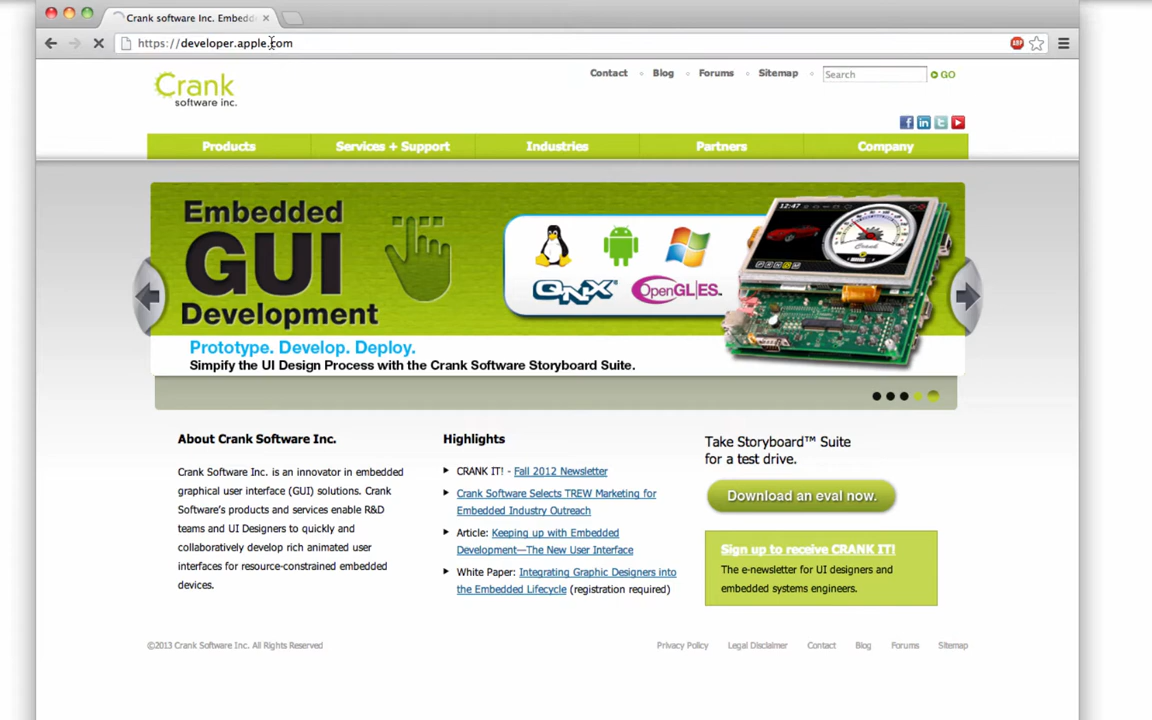 Crank software Inc. Embedd
https://developer.apple.com
Contact
Blog
Forums
Sitemap
Search
GO
Crank
software inc.
Products
Services + Support
Industries
Partners
Company
Embedded
GUI
Development
QNX
OpenGL|ES
12:47
Crank
Prototype. Develop. Deploy.
Simpify the UI Design Process with the Crank Software Storyboard Suite.
About Crank Software Inc.
Crank Software Inc. is an innovator in embedded
graphical user interface (GUI) solutions. Crank
Software's products and services enable R&D
teams and UI Designers to quickly and
collaboratively develop rich animated user
interfaces for resource-constrained embedded
devices.
Highlights
CRANK IT! - Fall 2012 Newsletter
Crank Software Selects TREW Marketing for
Embedded Industry Outreach
Article: Keeping up with Embedded
Development—The New User Interface
White Paper: Integrating Graphic Designers into
the Embedded Lifecycle (registration required)
Take Storyboard™ Suite
for a test drive.
Download an eval now.
Sign up to receive CRANK IT!
The e-newsletter for UI designers and
embedded systems engineers.
©2013 Crank Software Inc. All Rights Reserved
Privacy Policy
Legal Disclaimer
Contact
Blog
Forums
Sitemap